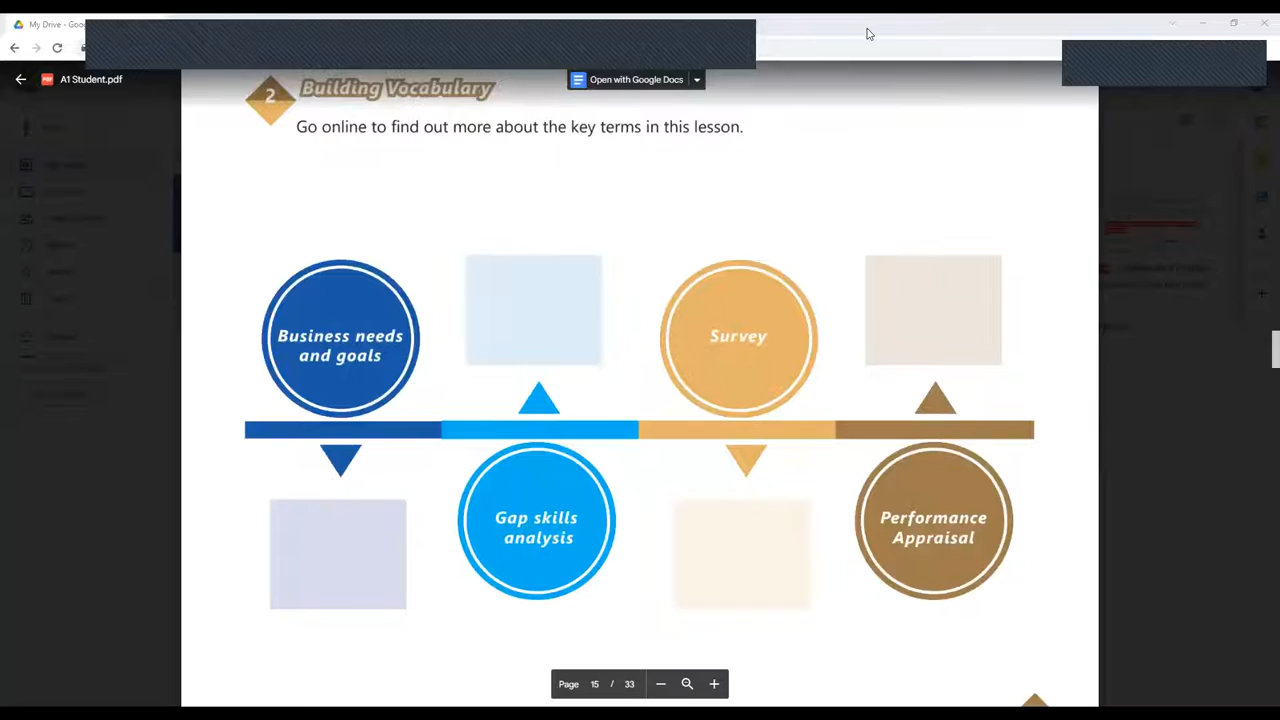 My Drive - Goo
A1 Student.pdf
Open with Google Docs
2
Building Vocabulary
Go online to find out more about the key terms in this lesson.
Business needs
and goals
Survey
Gap skills
analysis
Performance
Appraisal
Page 15 / 33